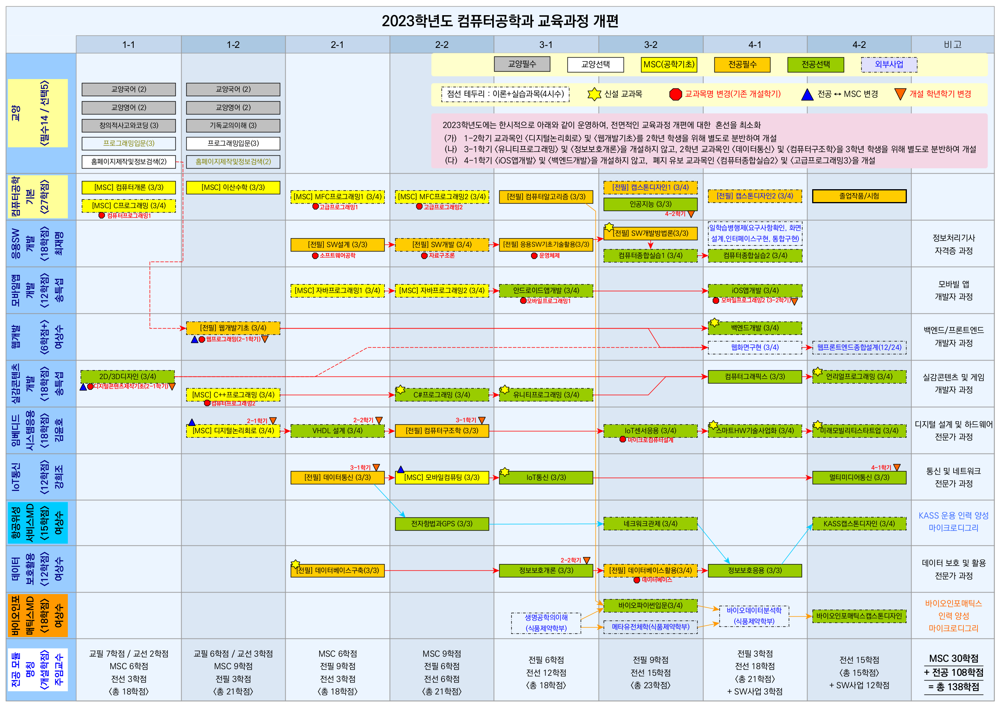 2023학년도 컴퓨터공학과 교육과정 개편
1-1
1-2
2-1
2-2
3-1
3-2
4-1
4-2
비고
교양필수
교양선택
MSC(공학기초)
전공필수
전공선택
외부사업
점선 테두리 : 이론+실습과목(4시수)
신설 교과목
교과목명 변경(기존 개설학기)
전공 ↔ MSC 변경
개설 학년학기 변경
2023학년도에는 한시적으로 아래와 같이 운영하여, 전면적인 교육과정 개편에 대한 혼선을 최소화
(가) 1-2학기 교과목인 〈디지털논리회로〉 및 〈웹개발기초〉를 2학년 학생을 위해 별도로 분반하여 개설
(나) 3-1학기 〈유니티프로그래밍〉 및 〈정보보호개론〉을 개설하지 않고, 2학년 교과목인 〈데이터통신〉 및 〈컴퓨터구조학〉을 3학년 학생을 위해 별도로 분반하여 개설
(다) 4-1학기 〈iOS앱개발〉 및 〈백엔드개발〉을 개설하지 않고, 폐지 유보 교과목인 〈컴퓨터종합실습2〉 및 〈고급프로그래밍3〉을 개설
교양
〈필수14 / 선택5〉
교양국어 (2)
교양영어 (2)
창의적사고와코딩 (3)
프로그래밍입문(3)
홈페이지제작및정보검색(2)
교양국어 (2)
교양영어 (2)
기독교의이해 (3)
프로그래밍입문(3)
홈페이지제작및정보검색(2)
컴퓨터공학
기본
〈27학점〉
[MSC] 컴퓨터개론 (3/3)
[MSC] C프로그래밍 (3/4)
컴퓨터프로그래밍1
[MSC] 이산수학 (3/3)
[MSC] MFC프로그래밍1 (3/4)
고급프로그래밍1
[MSC] MFC프로그래밍2 (3/4)
고급프로그래밍2
[전필] 컴퓨터알고리즘 (3/3)
[전필] 캡스톤디자인1 (3/4)
인공지능 (3/3)
4-2학기
[전필] 캡스톤디자인2 (3/4)
졸업작품/시험
응용SW
개발
〈18학점〉
최재명
[전필] SW설계 (3/3)
소프트웨어공학
[전필] SW개발 (3/4)
자료구조론
[전필] 응용SW기초기술활용(3/3)
운영체제
[전필] SW개발방법론(3/3)
컴퓨터종합실습1 (3/4)
일학습병행제(요구사항확인, 화면
설계,인터페이스구현, 통합구현)
컴퓨터종합실습2 (3/4)
정보처리기사
자격증 과정
모바일앱
개발
〈12학점〉
송특섭
[MSC] 자바프로그래밍1 (3/4)
[MSC] 자바프로그래밍2 (3/4)
안드로이드앱개발 (3/4)
모바일프로그래밍1
iOS앱개발 (3/4)
모바일프로그래밍2 (3-2학기)
모바빌 앱
개발자 과정
웹개발
〈6학점+〉
여상수
[전필] 웹개발기초 (3/4)
웹프로그래밍(2-1학기)
백엔드개발 (3/4)
웹화면구현 (3/4)
웹프론트엔드종합설계(12/24)
백엔드/프론트엔드
개발자 과정
실감콘텐츠
개발
〈18학점〉
송특섭
2D/3D디자인 (3/4)
디지털콘텐츠제작기초(2-1학기)
[MSC] C++프로그래밍 (3/4)
컴퓨터프로그래밍2
C#프로그래밍 (3/4)
유니티프로그래밍 (3/4)
컴퓨터그래픽스 (3/3)
언리얼프로그래밍 (3/4)
실감콘텐츠 및 게임
개발자 과정
임베디드
시스템응용
〈18학점〉
김윤호
2-1학기
[MSC] 디지털논리회로 (3/4)
2-2학기
VHDL 설계 (3/4)
3-1학기
[전필] 컴퓨터구조학 (3/3)
IoT센서응용 (3/4)
마이크로컴퓨터설계
스마트HW기술사업화 (3/4)
미래모빌리티스타트업 (3/4)
디지털 설계 및 하드웨어
전문가 과정
IoT통신
〈12학점〉
강희조
3-1학기
[전필] 데이터통신 (3/3)
[MSC] 모바일컴퓨팅 (3/3)
IoT통신 (3/3)
4-1학기
멀티미디어통신 (3/3)
통신 및 네트워크
전문가 과정
항공위성
서비스MD
〈15학점〉
여상수
전자항법과GPS (3/3)
네크워크관제 (3/4)
KASS캡스톤디자인 (3/4)
KASS 운용 인력 양성
마이크로디그리
데이터
보호활용
〈12학점〉
여상수
[전필] 데이터베이스구축(3/3)
2-2학기
정보보호개론 (3/3)
[전필] 데이터베이스활용(3/4)
데이터베이스
정보보호응용 (3/3)
데이터 보호 및 활용
전문가 과정
바이오인포
매틱스MD
〈18학점〉
여상수
생명공학의이해
(식품제약학부)
바이오파이썬입문(3/4)
메타유전체학(식품제약학부)
바이오데이터분석학
(식품제약학부)
바이오인포매틱스캡스톤디자인
바이오인포매틱스
인력 양성
마이크로디그리
전공 모듈
명칭
〈개설학점〉
주임교수
교필 7학점 / 교선 2학점
MSC 6학점
전선 3학점
〈총 18학점〉
교필 6학점 / 교선 3학점
MSC 9학점
전필 3학점
〈총 21학점〉
MSC 6학점
전필 9학점
전선 3학점
〈총 18학점〉
MSC 9학점
전필 6학점
전선 6학점
〈총 21학점〉
전필 6학점
전선 12학점
〈총 18학점〉
전필 9학점
전선 15학점
〈총 23학점〉
전필 3학점
전선 18학점
〈총 21학점〉
+ SW사업 3학점
전선 15학점
〈총 15학점〉
+ SW사업 12학점
MSC 30학점
+ 전공 108학점
= 총 138학점